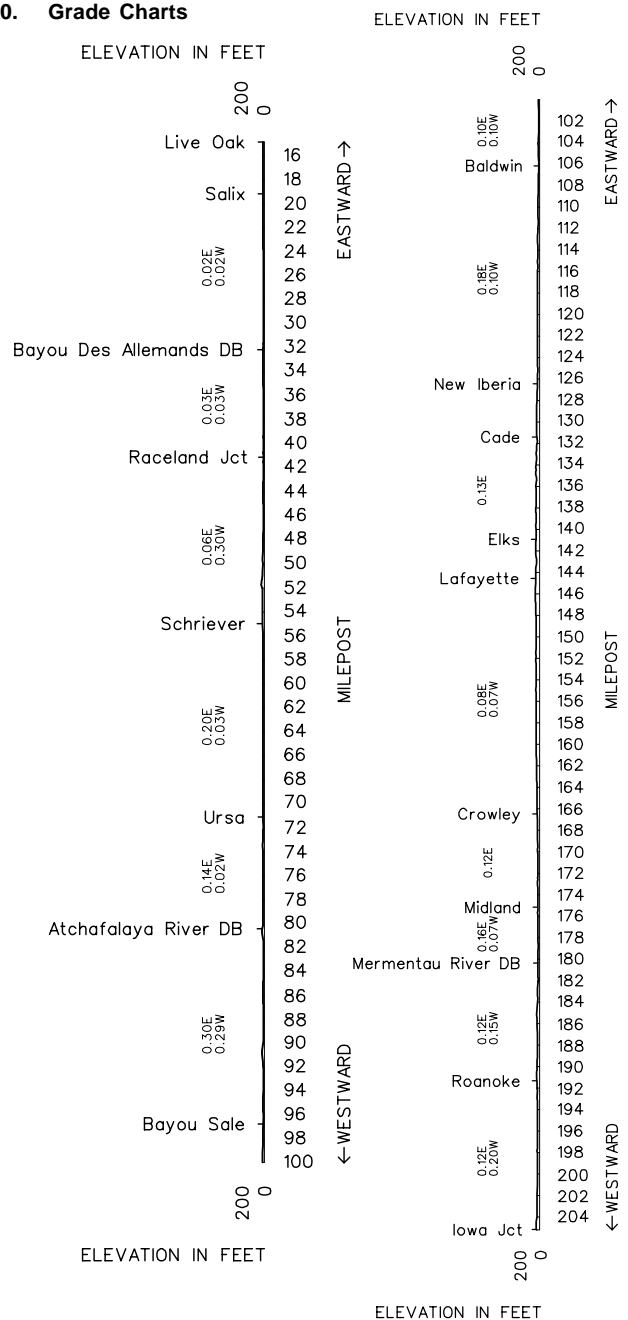 0. Grade Charts
ELEVATION IN FEET
200
0
Live Oak
Salix
0.02E
0.02W
Bayou Des Allemands DB
0.03E
0.03W
Raceland Jct
0.06E
0.30W
Schriever
0.20E
0.03W
Ursa
0.14E
0.02W
Atchafalaya River DB
0.30E
0.29W
Bayou Sale
16
18
20
22
24
26
28
30
32
34
36
38
40
42
44
46
48
50
52
54
56
58
60
62
64
66
68
70
72
74
76
78
80
82
84
86
88
90
92
94
96
98
100
EASTWARD →
MILEPOST
← WESTWARD
200
0
ELEVATION IN FEET
ELEVATION IN FEET
200
0
0.10E
0.10W
Baldwin
0.18E
0.10W
New Iberia
Cade
0.13E
Elks
Lafayette
0.08E
0.07W
Crowley
0.12E
Midland
0.16E
0.07W
Mermentau River DB
0.12E
0.15W
Roanoke
0.12E
0.20W
Iowa Jct
102
104
106
108
110
112
114
116
118
120
122
124
126
128
130
132
134
136
138
140
142
144
146
148
150
152
154
156
158
160
162
164
166
168
170
172
174
176
178
180
182
184
186
188
190
192
194
196
198
200
202
204
EASTWARD →
MILEPOST
← WESTWARD
200
0
ELEVATION IN FEET